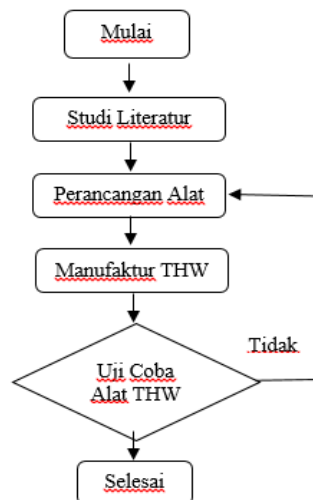 Mulai
Studi Literatur
Perancangan Alat
Manufaktur THW
Tidak
Uji Coba
Alat THW
Selesai